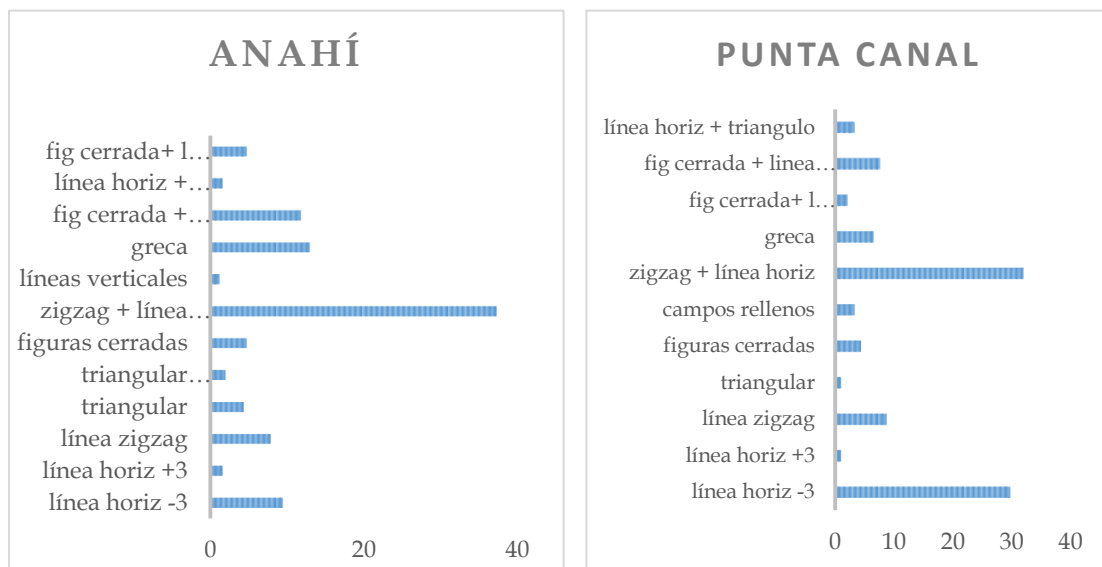 ANAHÍ
fig cerrada+ l…
línea horiz +…
fig cerrada +…
greca
líneas verticales
zigzag + línea…
figuras cerradas
triangular…
triangular
línea zigzag
línea horiz +3
línea horiz -3
0 20 40
PUNTA CANAL
línea horiz + triangulo
fig cerrada + linea…
fig cerrada+ l…
greca
zigzag + línea horiz
campos rellenos
figuras cerradas
triangular
línea zigzag
línea horiz +3
línea horiz -3
0 10 20 30 40